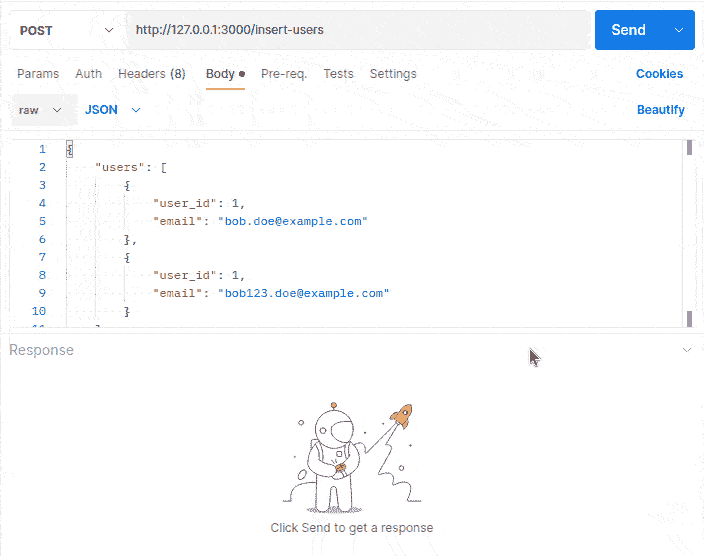 POST http://127.0.0.1:3000/insert-users Send
Params Auth Headers (8) Body Pre-req. Tests Settings Cookies
raw JSON Beautify
1 {
2 "users": [
3 {
4 "user_id": 1,
5 "email": "bob.doe@example.com"
6 },
7 {
8 "user_id": 1,
9 "email": "bob123.doe@example.com"
10 }
11
Response
Click Send to get a response